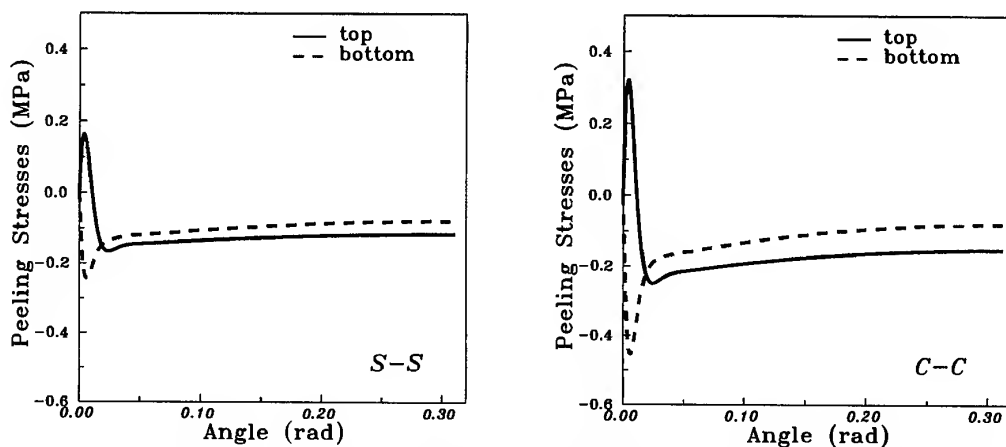 Peeling Stresses (MPa)
0.4
0.2
0.0
-0.2
-0.4
-0.6
top
bottom
S-S
0.00 0.10 0.20 0.30
Angle (rad)
Peeling Stresses (MPa)
0.4
0.2
0.0
-0.2
-0.4
-0.6
top
bottom
C-C
0.00 0.10 0.20 0.30
Angle (rad)